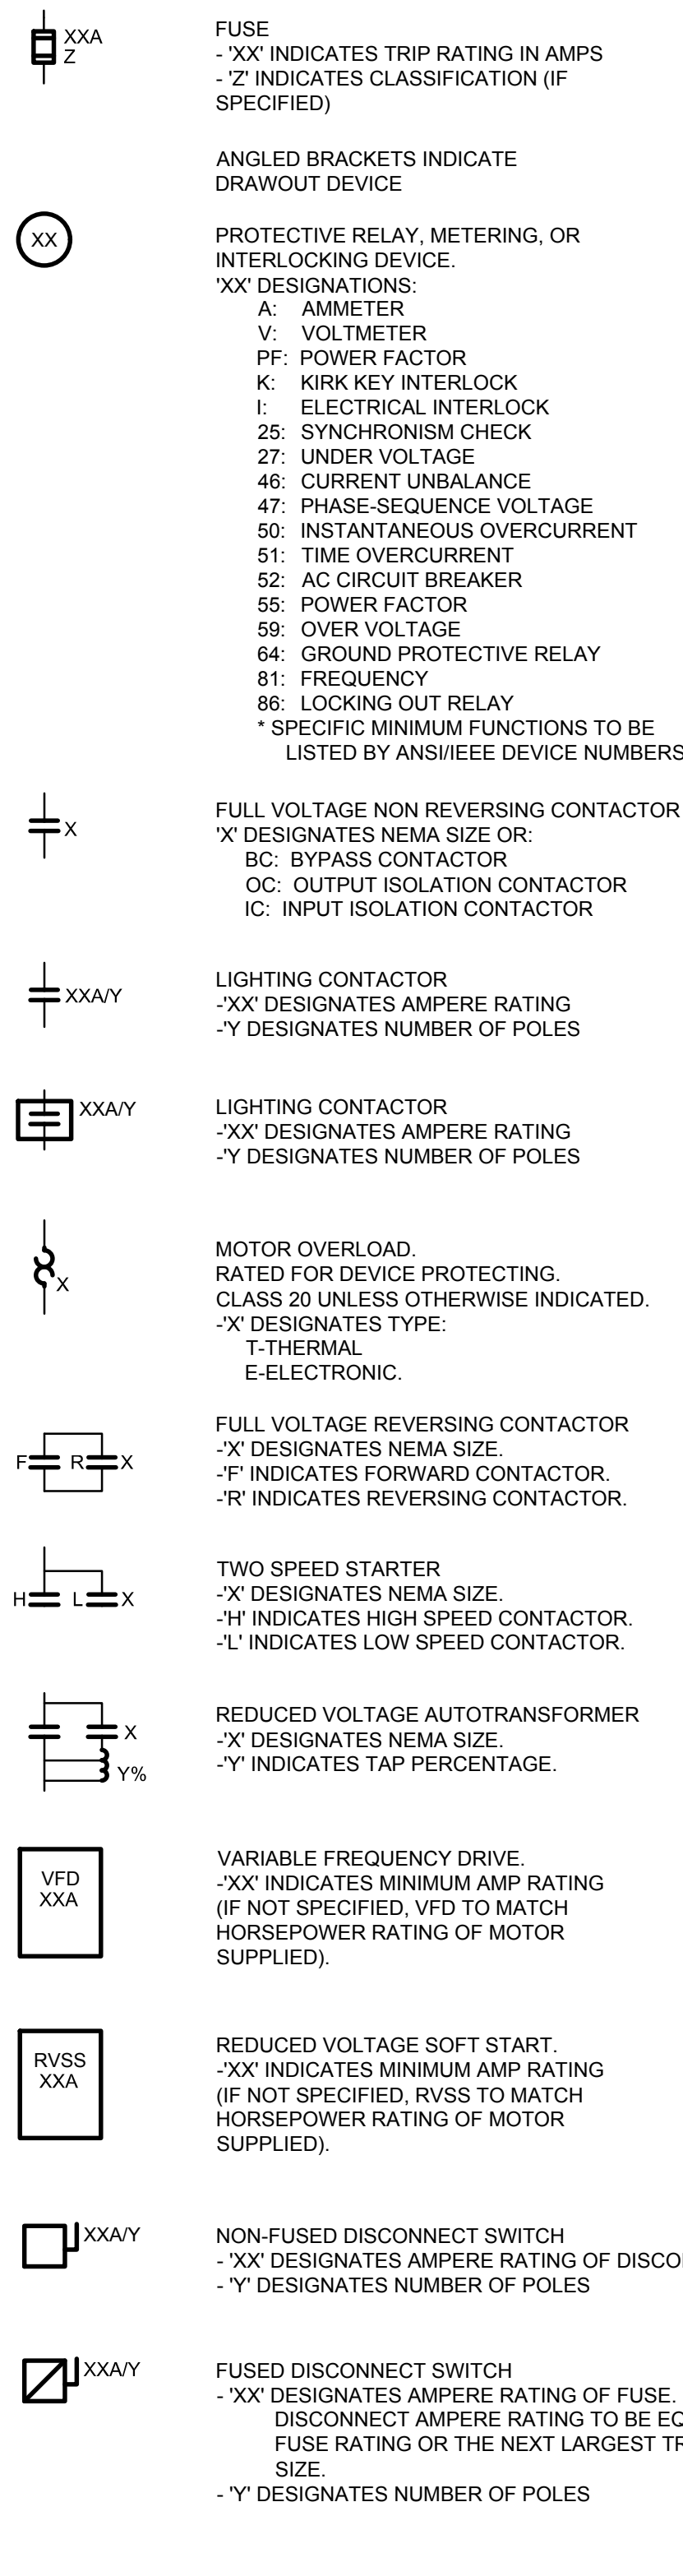 XXA
Z
FUSE
- 'XX' INDICATES TRIP RATING IN AMPS
- 'Z' INDICATES CLASSIFICATION (IF
SPECIFIED)
ANGLED BRACKETS INDICATE
DRAWOUT DEVICE
XX
PROTECTIVE RELAY, METERING, OR
INTERLOCKING DEVICE.
'XX' DESIGNATIONS:
A: AMMETER
V: VOLTMETER
PF: POWER FACTOR
K: KIRK KEY INTERLOCK
I: ELECTRICAL INTERLOCK
25: SYNCHRONISM CHECK
27: UNDER VOLTAGE
46: CURRENT UNBALANCE
47: PHASE-SEQUENCE VOLTAGE
50: INSTANTANEOUS OVERCURRENT
51: TIME OVERCURRENT
52: AC CIRCUIT BREAKER
55: POWER FACTOR
59: OVER VOLTAGE
64: GROUND PROTECTIVE RELAY
81: FREQUENCY
86: LOCKING OUT RELAY
* SPECIFIC MINIMUM FUNCTIONS TO BE
LISTED BY ANSI/IEEE DEVICE NUMBERS
X
FULL VOLTAGE NON REVERSING CONTACTOR
'X' DESIGNATES NEMA SIZE OR:
BC: BYPASS CONTACTOR
OC: OUTPUT ISOLATION CONTACTOR
IC: INPUT ISOLATION CONTACTOR
XXA/Y
LIGHTING CONTACTOR
-'XX' DESIGNATES AMPERE RATING
-'Y DESIGNATES NUMBER OF POLES
XXA/Y
LIGHTING CONTACTOR
-'XX' DESIGNATES AMPERE RATING
-'Y DESIGNATES NUMBER OF POLES
X
MOTOR OVERLOAD.
RATED FOR DEVICE PROTECTING.
CLASS 20 UNLESS OTHERWISE INDICATED.
-'X' DESIGNATES TYPE:
T-THERMAL
E-ELECTRONIC.
F R X
FULL VOLTAGE REVERSING CONTACTOR
-'X' DESIGNATES NEMA SIZE.
-'F' INDICATES FORWARD CONTACTOR.
-'R' INDICATES REVERSING CONTACTOR.
H L X
TWO SPEED STARTER
-'X' DESIGNATES NEMA SIZE.
-'H' INDICATES HIGH SPEED CONTACTOR.
-'L' INDICATES LOW SPEED CONTACTOR.
X
Y%
REDUCED VOLTAGE AUTOTRANSFORMER
-'X' DESIGNATES NEMA SIZE.
-'Y' INDICATES TAP PERCENTAGE.
VFD
XXA
VARIABLE FREQUENCY DRIVE.
-'XX' INDICATES MINIMUM AMP RATING
(IF NOT SPECIFIED, VFD TO MATCH
HORSEPOWER RATING OF MOTOR
SUPPLIED).
RVSS
XXA
REDUCED VOLTAGE SOFT START.
-'XX' INDICATES MINIMUM AMP RATING
(IF NOT SPECIFIED, RVSS TO MATCH
HORSEPOWER RATING OF MOTOR
SUPPLIED).
XXA/Y
NON-FUSED DISCONNECT SWITCH
- 'XX' DESIGNATES AMPERE RATING OF
- 'Y' DESIGNATES NUMBER OF POLES
XXA/Y
FUSED DISCONNECT SWITCH
- 'XX' DESIGNATES AMPERE RATING OF FUSE.
DISCONNECT AMPERE RATING TO BE
FUSE RATING OR THE NEXT LARGEST
SIZE.
- 'Y' DESIGNATES NUMBER OF POLES